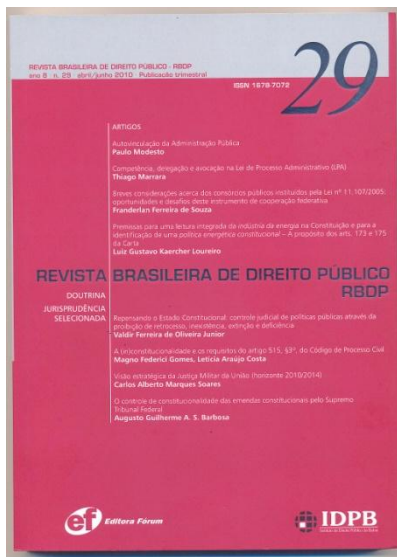 REVISTA BRASILEIRA DE DIREITO PÚBLICO - RBDP
ano 8 · n. 29 · abril/junho 2010 · Publicação trimestral
29
ISSN 1678-7072
ARTIGOS
Autovinculação da Administração Pública
Paulo Modesto
Competência, delegação e avocação na Lei de Processo Administrativo (LPA)
Thiago Marrara
Breves considerações acerca dos consórcios públicos instituídos pela Lei nº 11.107/2005:
oportunidades e desafios deste instrumento de cooperação federativa
Franderlan Ferreira de Souza
Premissas para uma leitura integrada da indústria da energia na Constituição e para a
identificação de uma política energética constitucional – A propósito dos arts. 173 e 175
da Carta
Luiz Gustavo Kaercher Loureiro
REVISTA BRASILEIRA DE DIREITO PÚBLICO
RBDP
DOUTRINA
JURISPRUDÊNCIA
SELECIONADA
Repensando o Estado Constitucional: controle judicial de políticas públicas através da
proibição de retrocesso, inexistência, extinção e deficiência
Valdir Ferreira de Oliveira Junior
A (in)constitucionalidade e os requisitos do artigo 515, §3º, do Código de Processo Civil
Magno Federici Gomes, Letícia Araújo Costa
Visão estratégica da Justiça Militar da União (horizonte 2010/2014)
Carlos Alberto Marques Soares
O controle de constitucionalidade das emendas constitucionais pelo Supremo
Tribunal Federal
Augusto Guilherme A. S. Barbosa
ef Editora Fórum
IDPB